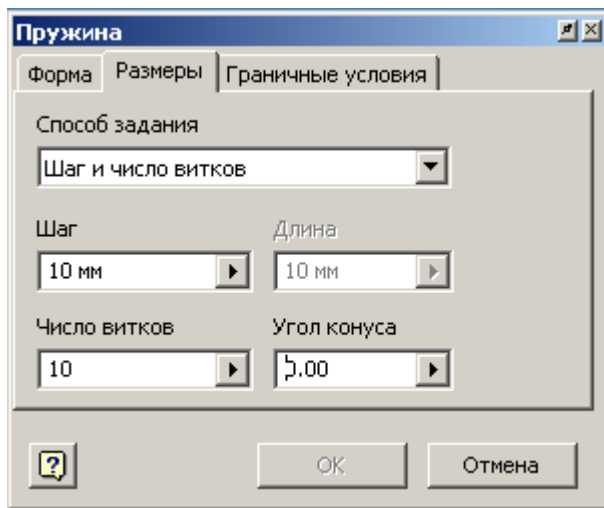 Пружина
Форма Размеры Граничные условия
Способ задания
Шаг и число витков
Шаг Длина
10 мм 10 мм
Число витков Угол конуса
10 .00
? OK Отмена